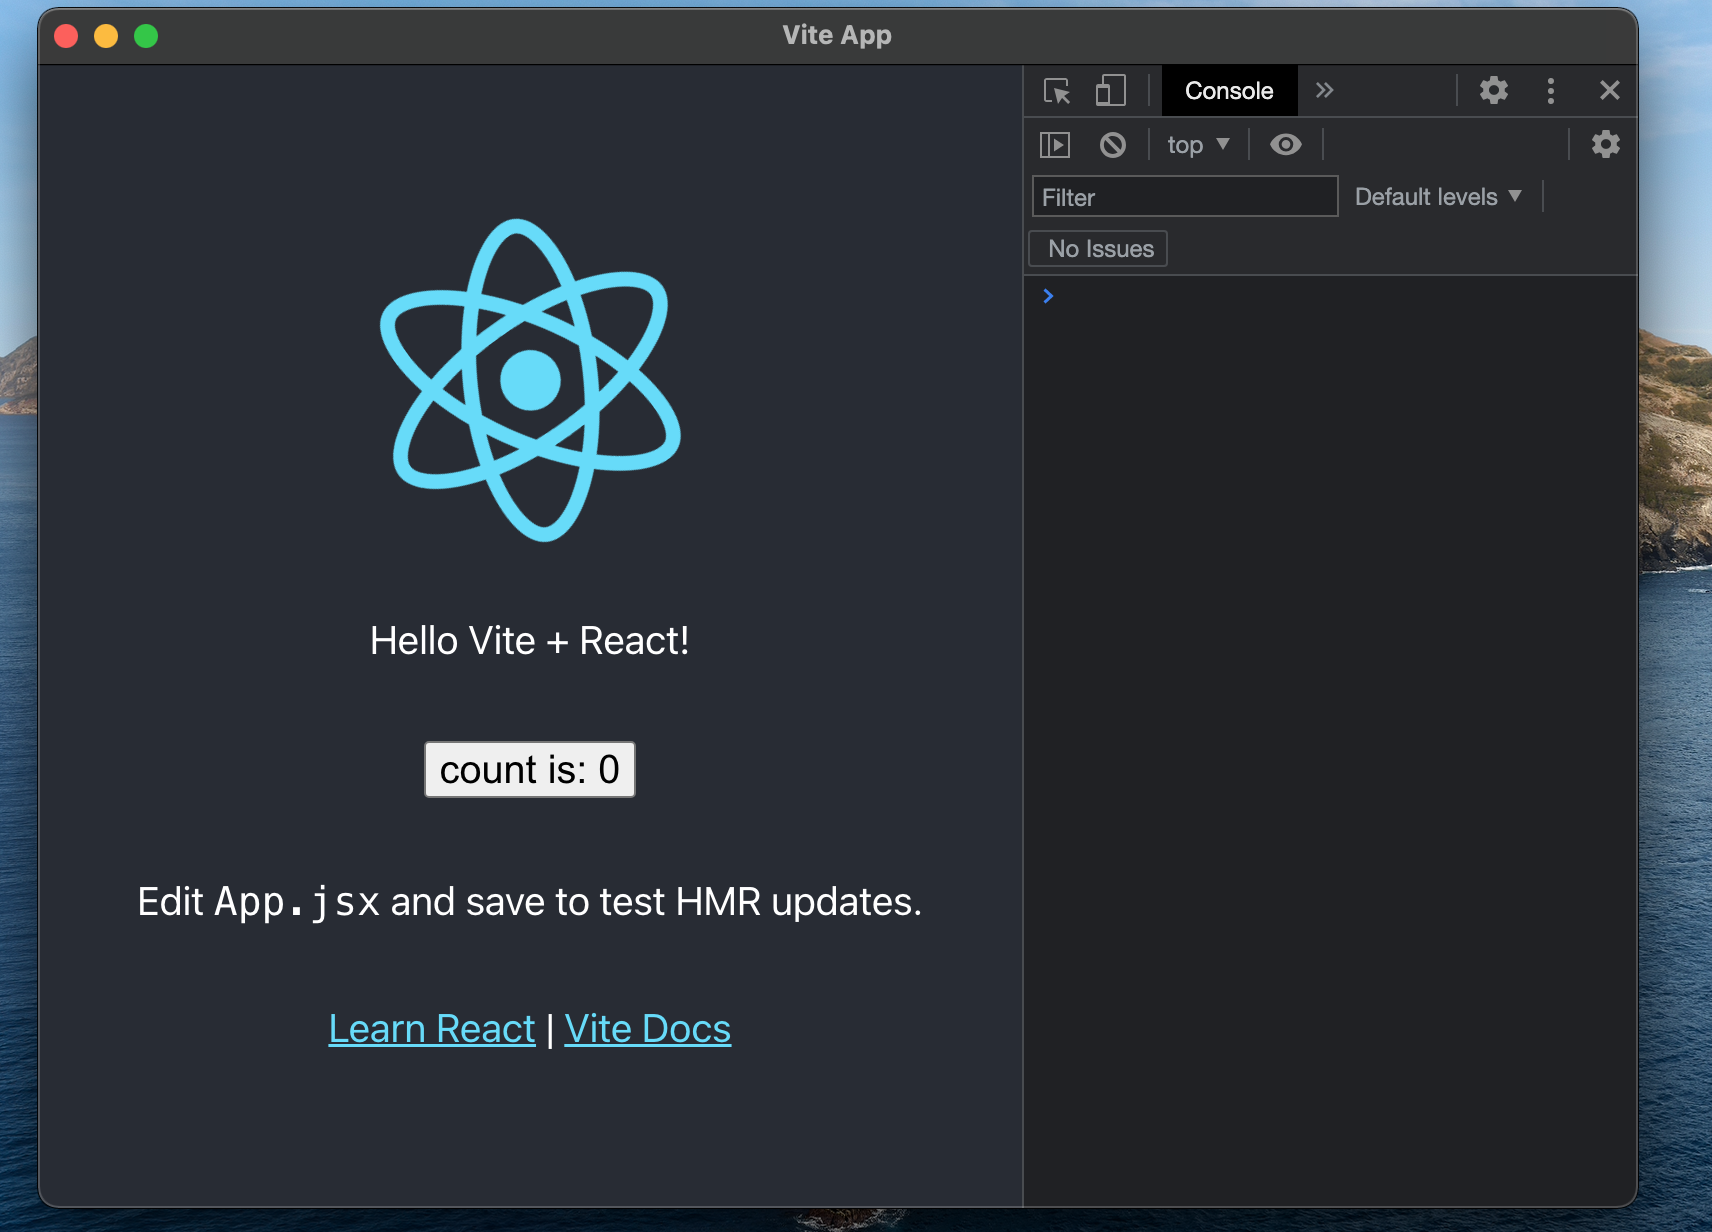 Vite App
Console
top
Filter
Default levels
No Issues
Hello Vite + React!
count is: 0
Edit App.jsx and save to test HMR updates.
Learn React | Vite Docs